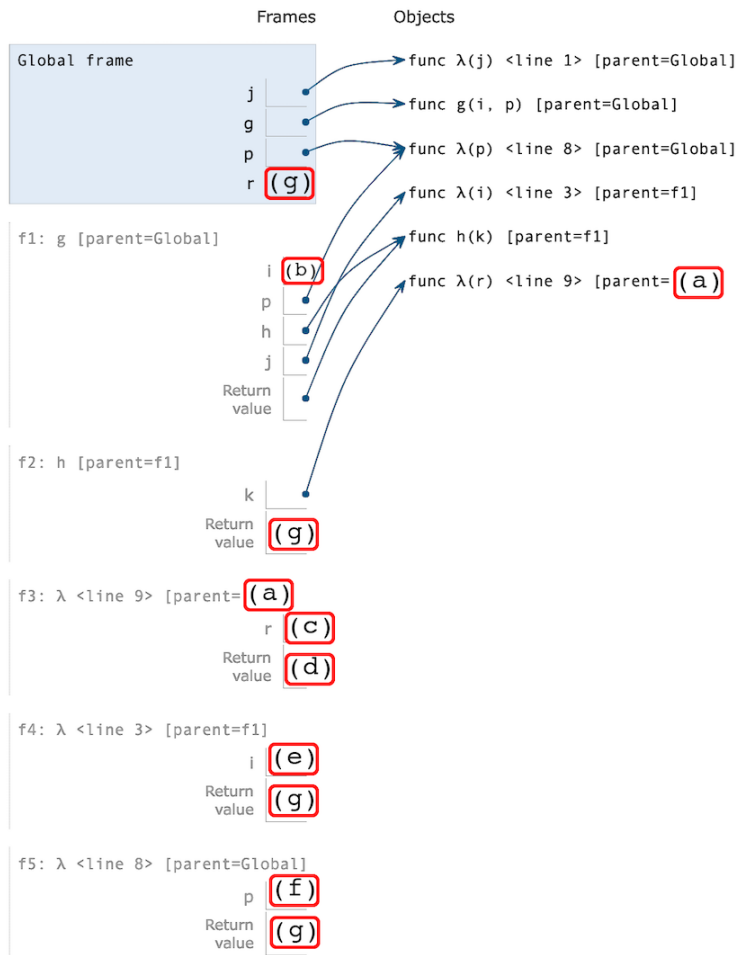 Frames Objects
Global frame
func λ(j) <line 1> [parent=Global]
j
func g(i, p) [parent=Global]
g
func λ(p) <line 8> [parent=Global]
p
r (g)
func λ(i) <line 3> [parent=f1]
f1: g [parent=Global]
func h(k) [parent=f1]
i (b)
func λ(r) <line 9> [parent= (a)
p
h
j
Return
value
f2: h [parent=f1]
k
Return
value (g)
f3: λ <line 9> [parent= (a)
r (c)
Return
value (d)
f4: λ <line 3> [parent=f1]
i (e)
Return
value (g)
f5: λ <line 8> [parent=Global]
p (f)
Return
value (g)